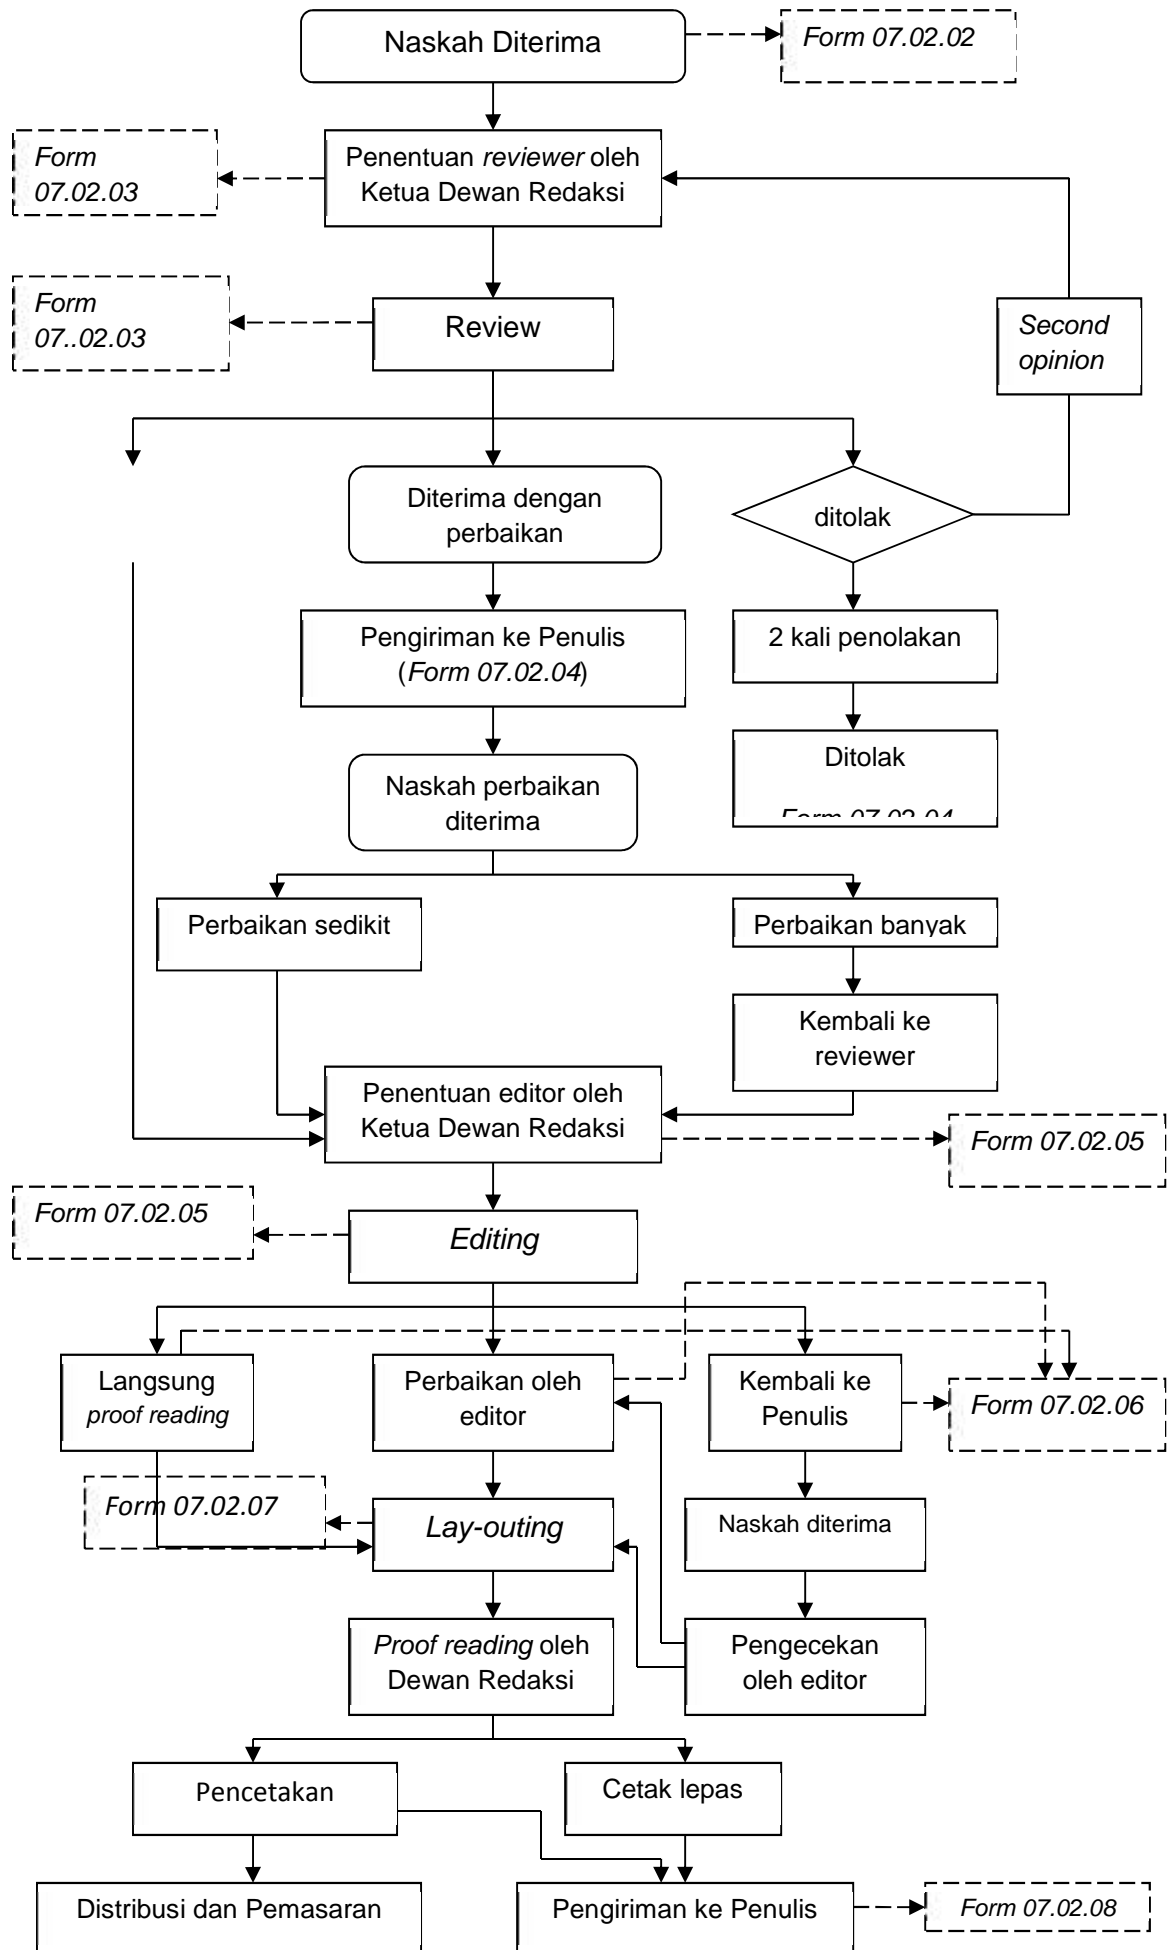 Naskah Diterima
Form 07.02.02
Form
07.02.03
Penentuan reviewer oleh
Ketua Dewan Redaksi
Form
07..02.03
Review
Second
opinion
Diterima dengan
perbaikan
ditolak
Pengiriman ke Penulis
(Form 07.02.04)
2 kali penolakan
Ditolak
Form 07.02.04
Naskah perbaikan
diterima
Perbaikan sedikit
Perbaikan banyak
Kembali ke
reviewer
Penentuan editor oleh
Ketua Dewan Redaksi
Form 07.02.05
Form 07.02.05
Editing
Langsung
proof reading
Perbaikan oleh
editor
Kembali ke
Penulis
Form 07.02.06
Form 07.02.07
Lay-outing
Naskah diterima
Proof reading oleh
Dewan Redaksi
Pengecekan
oleh editor
Pencetakan
Cetak lepas
Distribusi dan Pemasaran
Pengiriman ke Penulis
Form 07.02.08